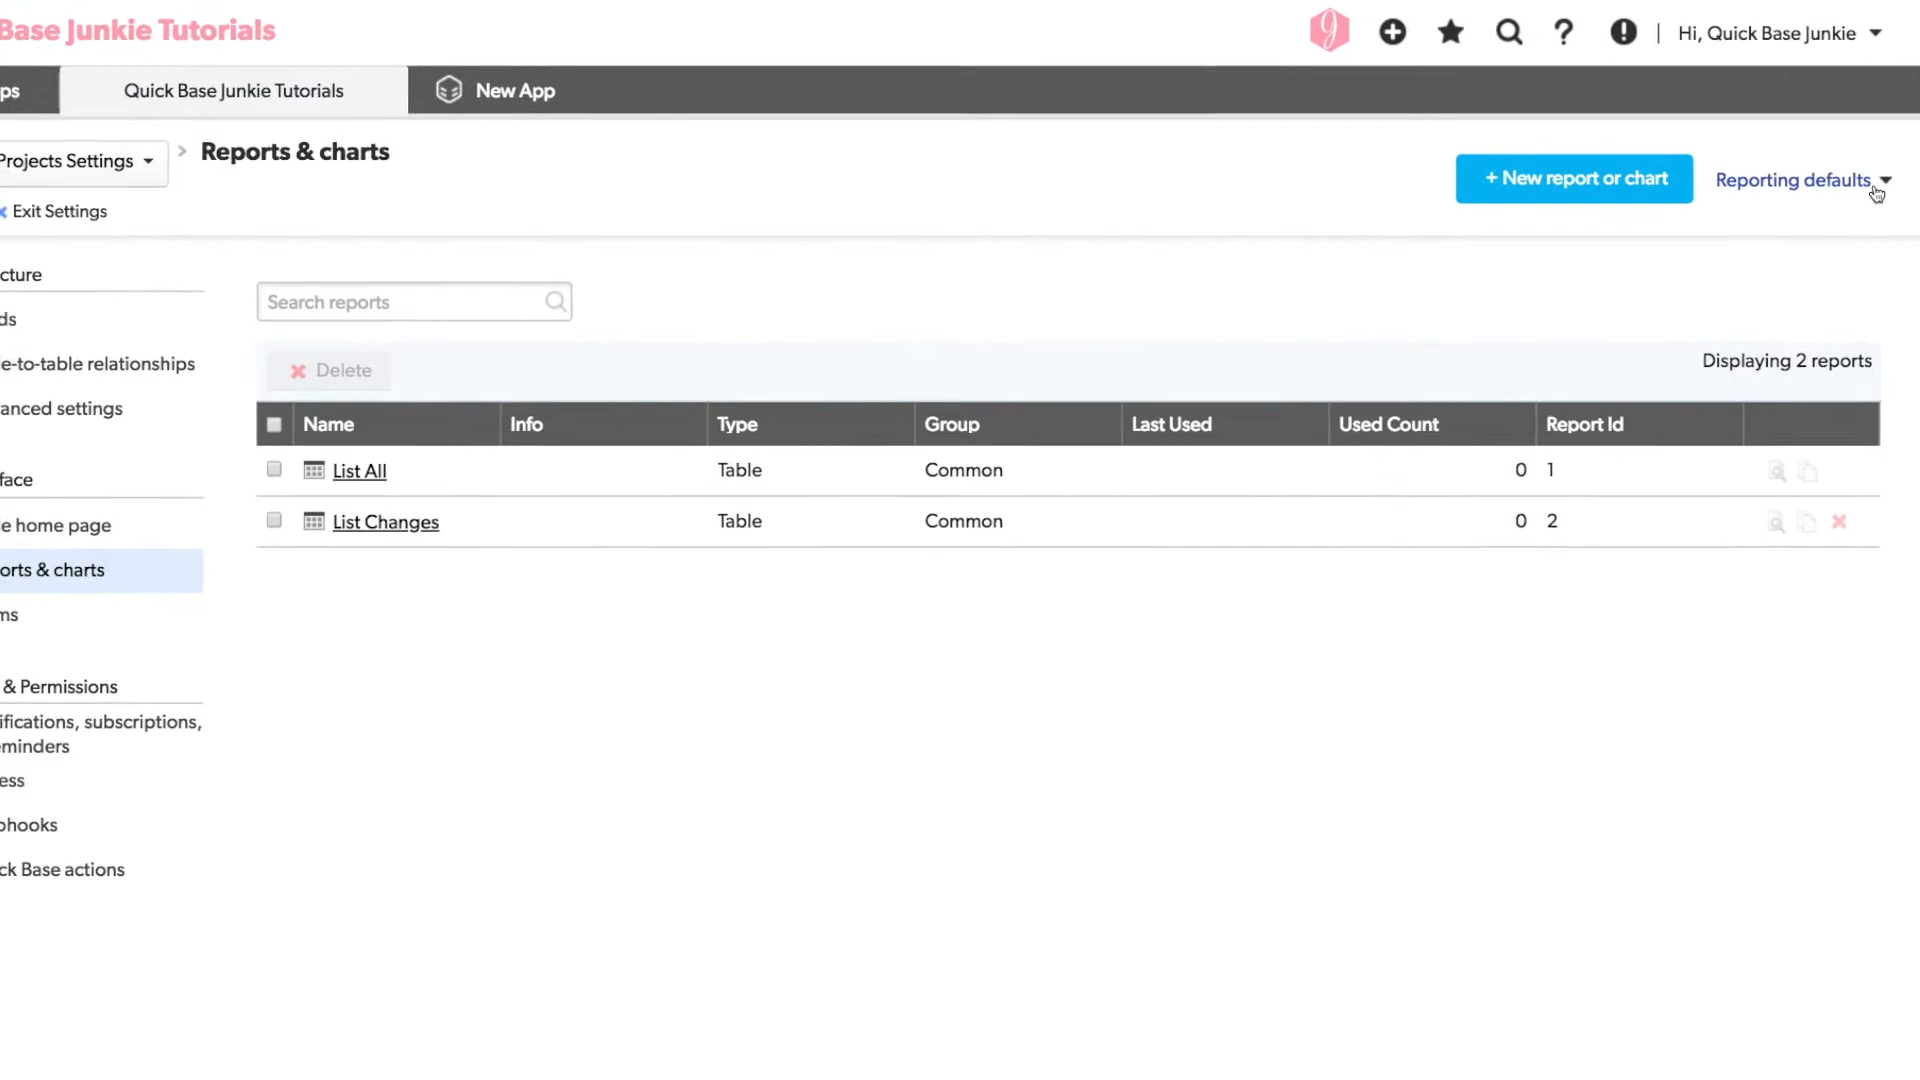 Base Junkie Tutorials
Hi, Quick Base Junkie
ps
Quick Base Junkie Tutorials
New App
Projects Settings
Reports & charts
+ New report or chart
Reporting defaults
Exit Settings
cture
ds
e-to-table relationships
anced settings
face
e home page
orts & charts
ms
& Permissions
ifications, subscriptions,
eminders
ess
bhooks
ck Base actions
Search reports
Delete
Displaying 2 reports
Name Info Type Group Last Used Used Count Report Id
List All Table Common 0 1
List Changes Table Common 0 2